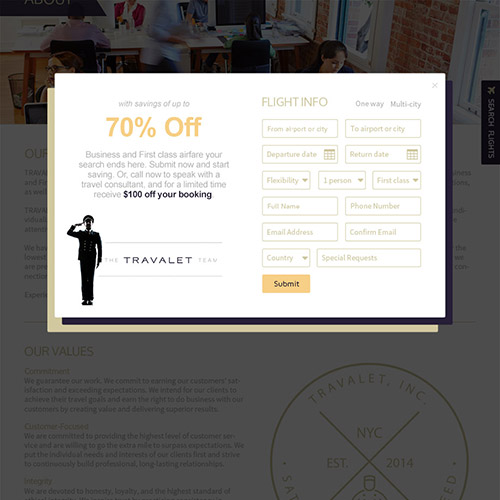 ABOUT
×
with savings of up to
70% Off
Business and First class airfare your
search ends here. Submit now and start
saving. Or, call now to speak with a
travel consultant, and for a limited time
receive $100 off your booking.
THE TRAVALET TEAM
FLIGHT INFO
One way Multi-city
From airport or city
To airport or city
Departure date
Return date
Flexibility
1 person
First class
Full Name
Phone Number
Email Address
Confirm Email
Country
Special Requests
Submit
SEARCH FLIGHTS
OUR VALUES
Commitment
We guarantee our work. We commit to earning our customers' sat-
isfaction and exceeding expectations. We intend for our clients to
achieve their travel goals and earn the right to do business with our
customers by creating value and delivering superior results.
Customer-Focused
We are committed to providing the highest level of customer ser-
vice and are willing to go the extra mile to surpass expectations. We
put the individual needs and interests of our clients first and strive
to continuously build professional, long-lasting relationships.
Integrity
We are devoted to honesty, loyalty, and the highest standard of
TRAVALET, INC.
NYC
EST. 2014